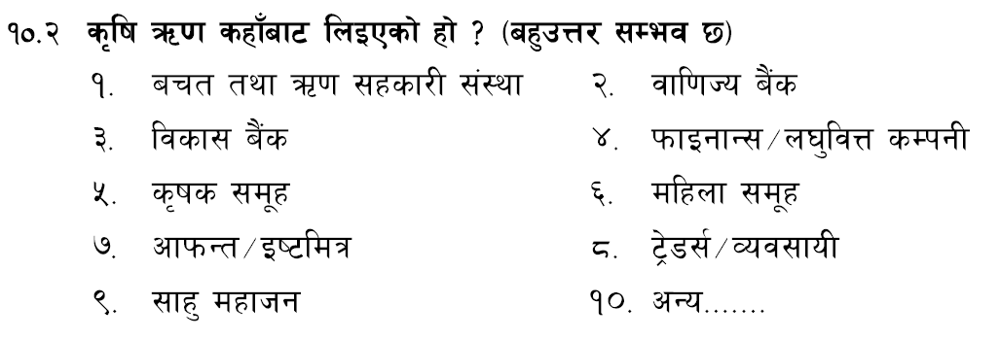 १०.२ कृषि ऋण कहाँबाट लिइएको हो ? (बहुउत्तर सम्भव छ)
१. बचत तथा ऋण सहकारी संस्था २. वाणिज्य बैंक
३. विकास बैंक ४. फाइनान्स/लघुवित्त कम्पनी
५. कृषक समूह ६. महिला समूह
७. आफन्त/इष्टमित्र ८. ट्रेडर्स/व्यवसायी
९. साहु महाजन १०. अन्य.......